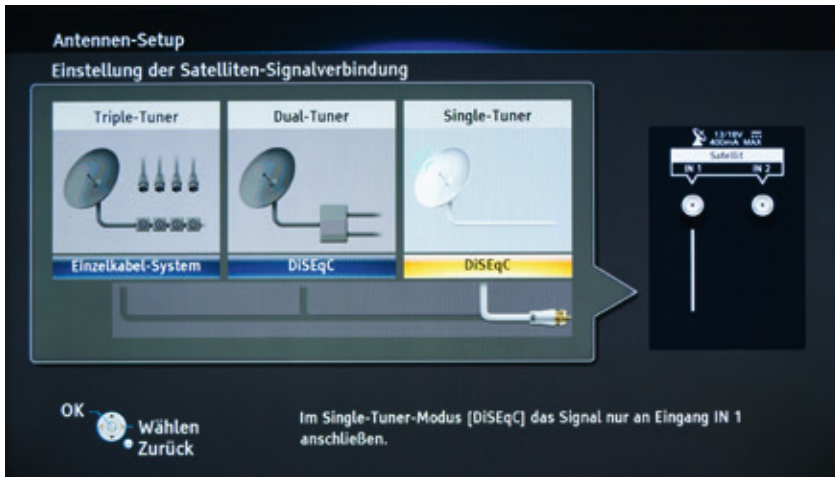 Antennen-Setup
Einstellung der Satelliten-Signalverbindung
Triple-Tuner
Dual-Tuner
Single-Tuner
Einzelkabel-System
DiSEqC
DiSEqC
13/18V
400mA MAX
Satellit
IN 1
IN 2
OK
Wählen
Zurück
Im Single-Tuner-Modus [DiSEqC] das Signal nur an Eingang IN 1
anschließen.